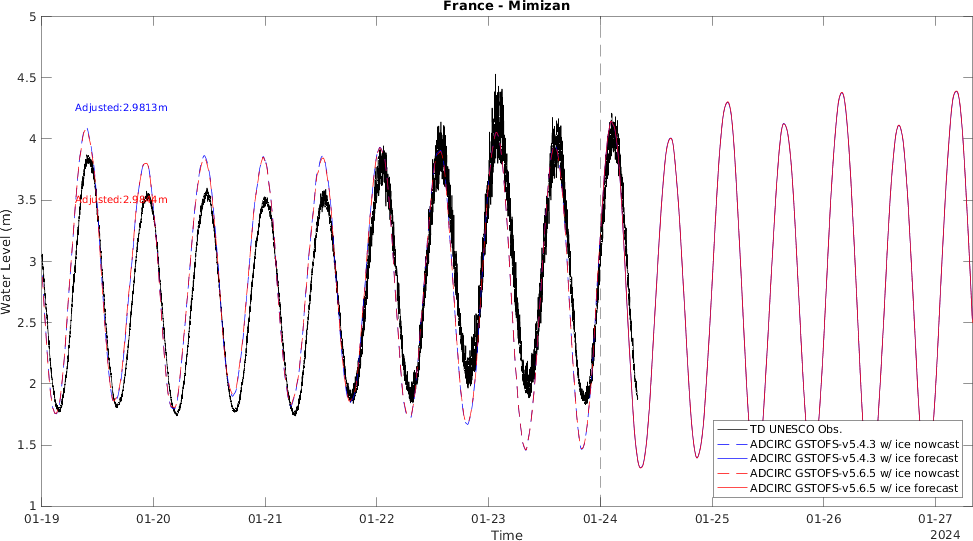 France - Mimizan
5
4.5
4
3.5
3
2.5
2
1.5
1
Water Level (m)
Adjusted:2.9813m
01-19
01-20
01-21
01-22
01-23
01-24
01-25
01-26
01-27
Time
2024
TD UNESCO Obs.
ADCIRC GSTOFS-v5.4.3 w/ ice nowcast
ADCIRC GSTOFS-v5.4.3 w/ ice forecast
ADCIRC GSTOFS-v5.6.5 w/ ice nowcast
ADCIRC GSTOFS-v5.6.5 w/ ice forecast